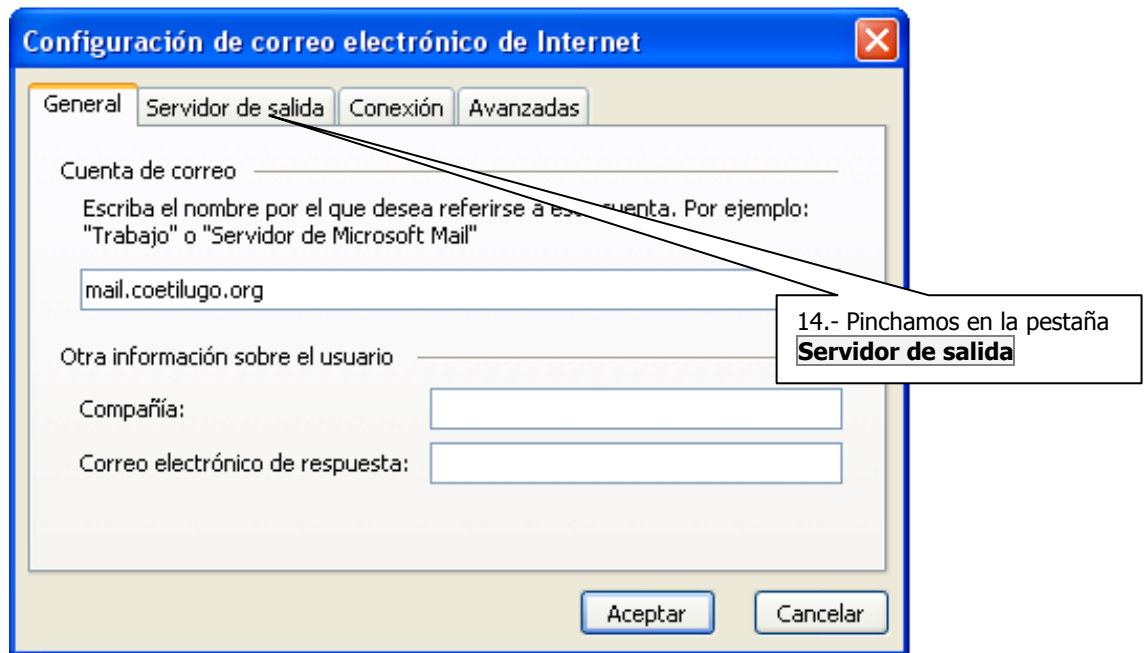 Configuración de correo electrónico de Internet
General
Servidor de salida
Conexión
Avanzadas
Cuenta de correo
Escriba el nombre por el que desea referirse a esta cuenta. Por ejemplo:
"Trabajo" o "Servidor de Microsoft Mail"
mail.coetilugo.org
14.- Pinchamos en la pestaña
Servidor de salida
Otra información sobre el usuario
Compañía:
Correo electrónico de respuesta:
Aceptar
Cancelar